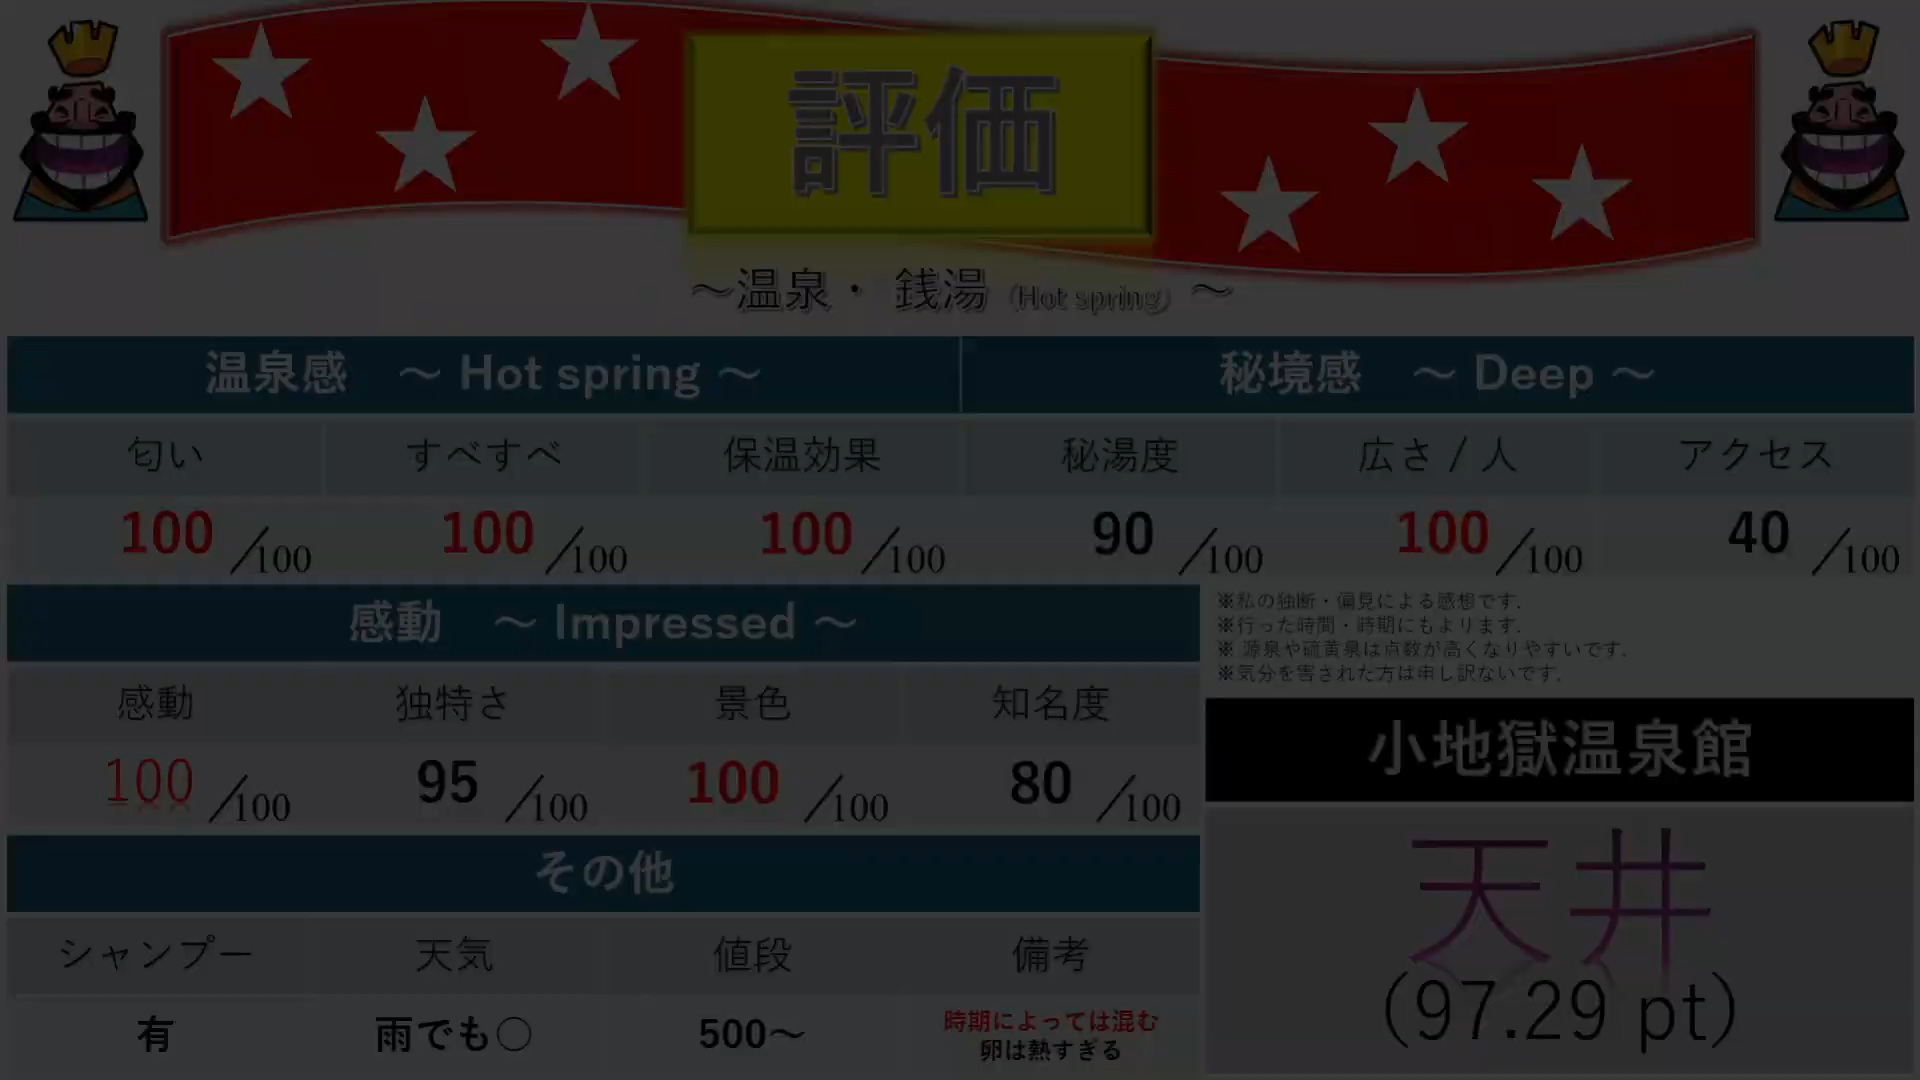 評価
～温泉・ 銭湯（Hot spring）～
温泉感 ～ Hot spring ～
秘境感 ～ Deep ～
匂い すべすべ 保温効果 秘湯度 広さ / 人 アクセス
100 ／100 100 ／100 100 ／100 90 ／100 100 ／100 40 ／100
感動 ～ Impressed ～
感動 独特さ 景色 知名度
100 ／100 95 ／100 100 ／100 80 ／100
その他
シャンプー 天気 値段 備考
有 雨でも○ 500～ 時期によっては混む
卵は熱すぎる
※私の独断・偏見による感想です.
※行った時間・時期にもよります.
※ 源泉や硫黄泉は点数が高くなりやすいです.
※気分を害された方は申し訳ないです.
小地獄温泉館
天井
(97.29 pt)